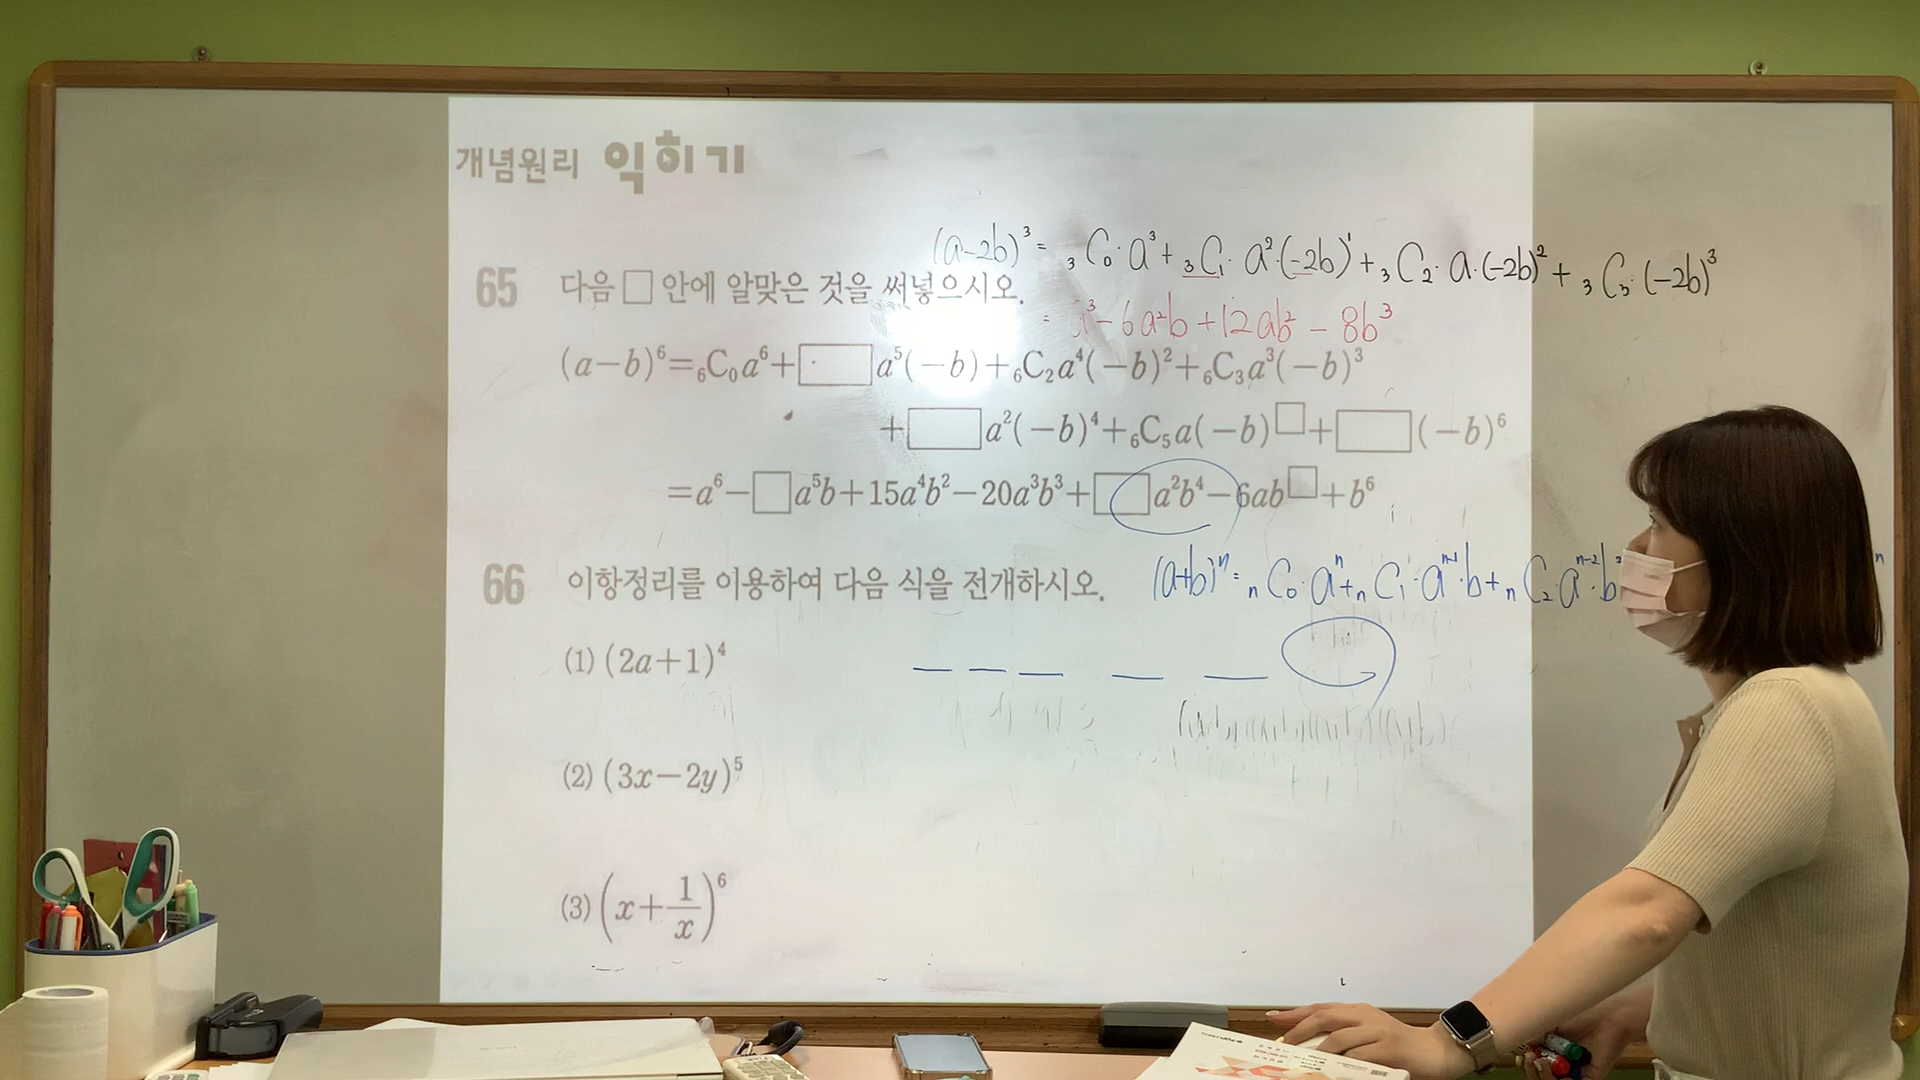 개념원리 익히기
(a-2b)³ = ₃C₀·a³ + ₃C₁·a²·(-2b)¹ + ₃C₂·a·(-2b)² + ₃C₃·(-2b)³
65 다음 □ 안에 알맞은 것을 써넣으시오.
= a³ - 6a²b + 12ab² - 8b³
(a-b)⁶=₆C₀a⁶+□a⁵(-b)+₆C₂a⁴(-b)²+₆C₃a³(-b)³
+□a²(-b)⁴+₆C₅a(-b)^□+□(-b)⁶
=a⁶-□a⁵b+15a⁴b²-20a³b³+□a²b⁴-6ab^□+b⁶
66 이항정리를 이용하여 다음 식을 전개하시오.
(a+b)ⁿ = ₙC₀·aⁿ + ₙC₁·aⁿ⁻¹·b + ₙC₂·aⁿ⁻²·b²
(1) (2a+1)⁴
(2) (3x-2y)⁵
(3) (x+1/x)⁶